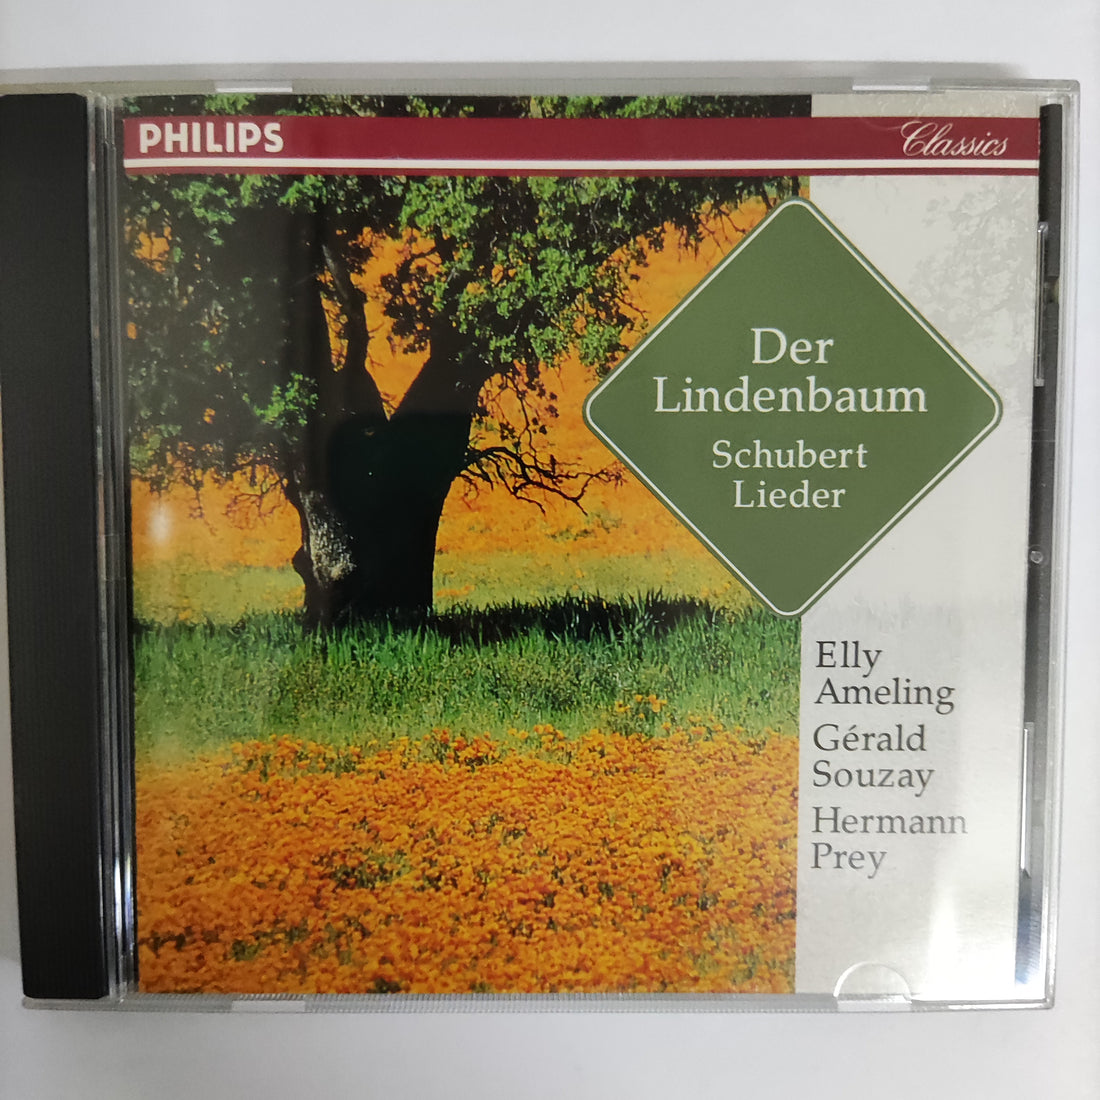 PHILIPS
Classics
Der
Lindenbaum
Schubert
Lieder
Elly
Ameling
Gérald
Souzay
Hermann
Prey